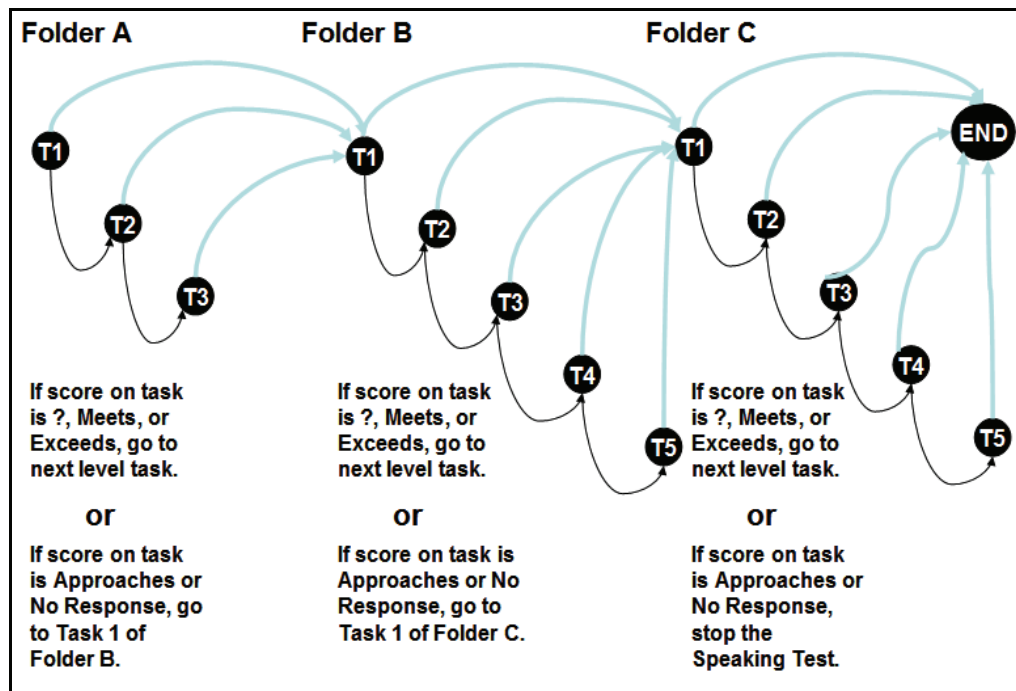 Folder A
Folder B
Folder C
T1
T2
T3
T1
T2
T3
T4
T5
T1
T2
T3
T4
T5
END
If score on task
is ?, Meets, or
Exceeds, go to
next level task.
or
If score on task
is Approaches or
No Response, go
to Task 1 of
Folder B.
If score on task
is ?, Meets, or
Exceeds, go to
next level task.
or
If score on task is
Approaches or No
Response, go to
Task 1 of Folder C.
If score on task
is ?, Meets, or
Exceeds, go to
next level task.
or
If score on task
is Approaches or
No Response,
stop the
Speaking Test.